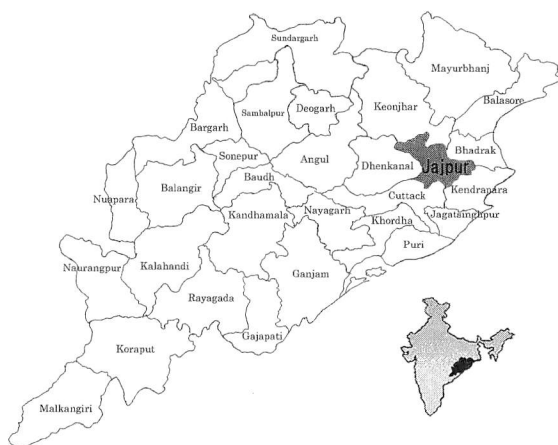 Sundargarh
Mayurbhanj
Balasore
Keonjhar
Deogarh
Sambalpur
Bargarh
Bhadrak
Sonepur
Angul
Dhenkanal
Jajpur
Baudh
Balangir
Kendrapara
Nuapara
Cuttack
Nayagarh
Kandhamala
Khordha
Jagatsinghpur
Puri
Naurangpur
Kalahandi
Ganjam
Rayagada
Gajapati
Koraput
Malkangiri